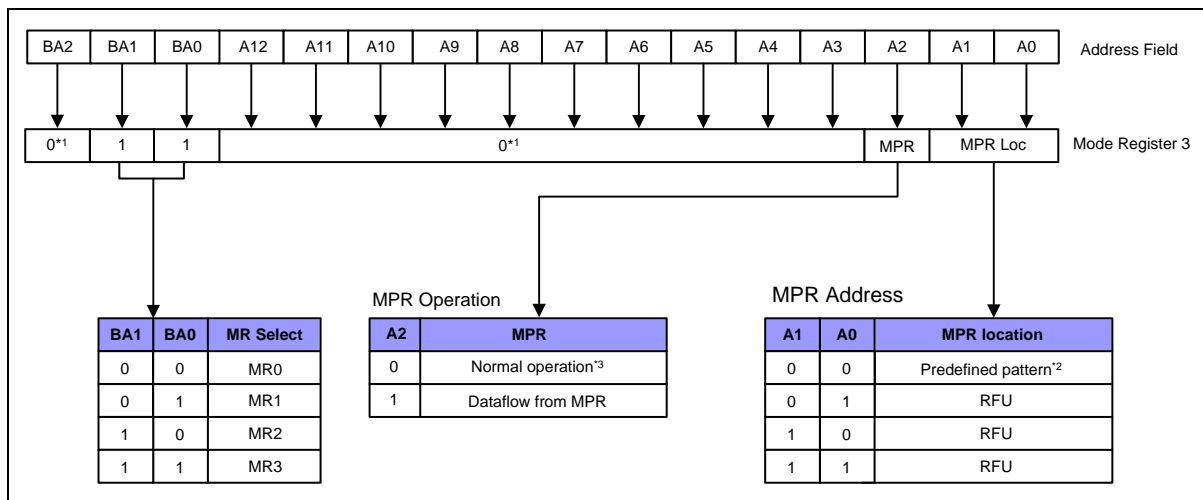 BA2 BA1 BA0 A12 A11 A10 A9 A8 A7 A6 A5 A4 A3 A2 A1 A0 Address Field
0*1 1 1 0*1 MPR MPR Loc Mode Register 3
MPR Operation
MPR Address
BA1 BA0 MR Select
0 0 MR0
0 1 MR1
1 0 MR2
1 1 MR3
A2 MPR
0 Normal operation*3
1 Dataflow from MPR
A1 A0 MPR location
0 0 Predefined pattern*2
0 1 RFU
1 0 RFU
1 1 RFU